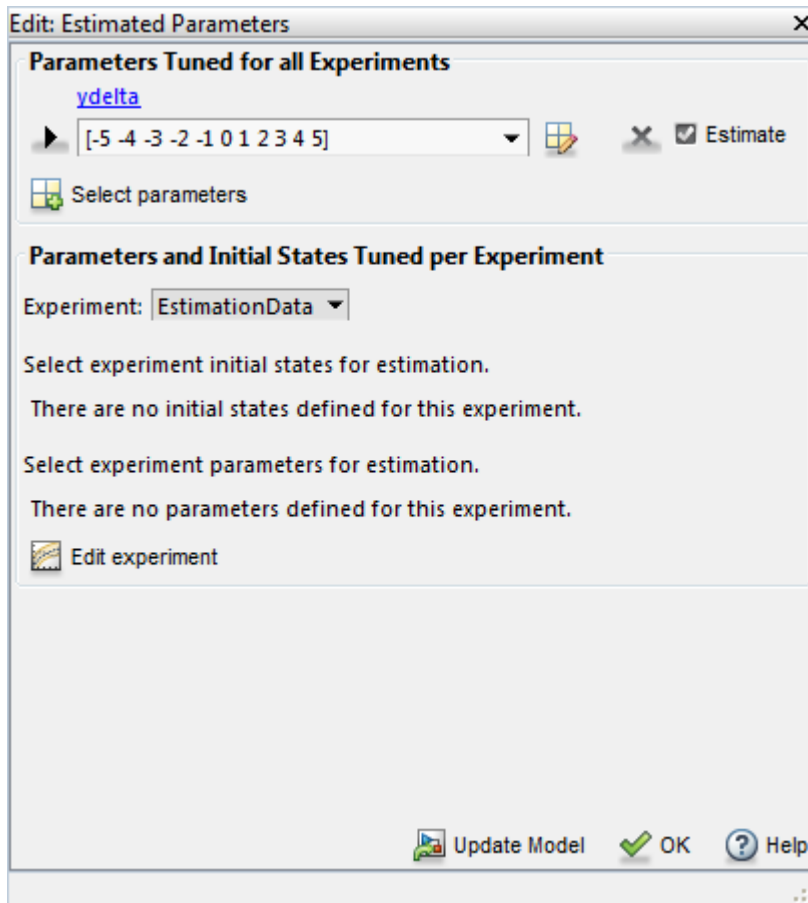 Edit: Estimated Parameters
Parameters Tuned for all Experiments
ydelta
[-5 -4 -3 -2 -1 0 1 2 3 4 5]
Estimate
Select parameters
Parameters and Initial States Tuned per Experiment
Experiment: EstimationData
Select experiment initial states for estimation.
There are no initial states defined for this experiment.
Select experiment parameters for estimation.
There are no parameters defined for this experiment.
Edit experiment
Update Model OK Help